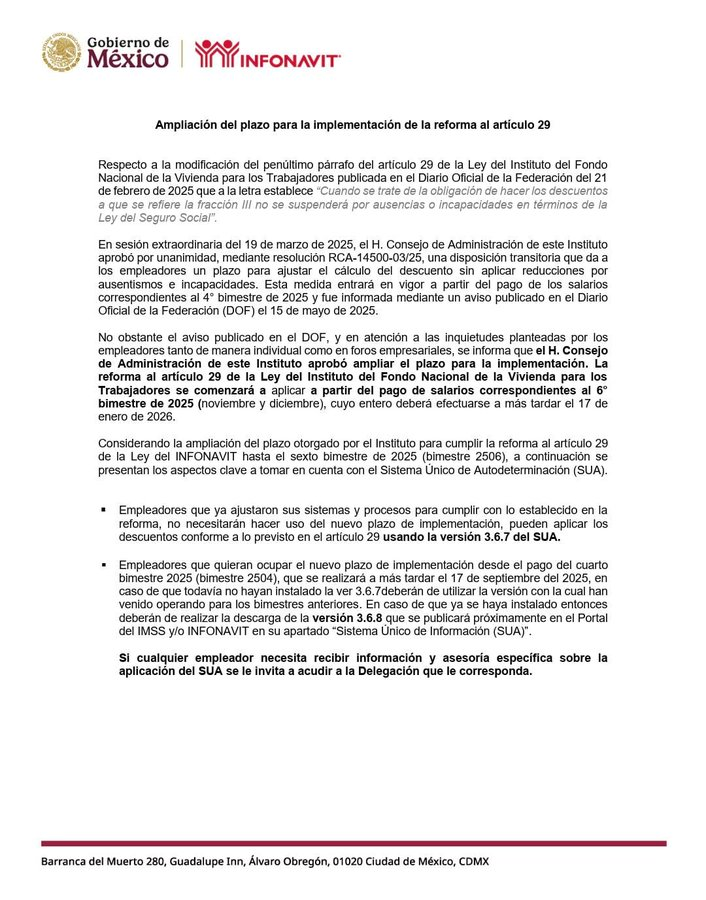 Gobierno de
México
INFONAVIT
Ampliación del plazo para la implementación de la reforma al artículo 29
Respecto a la modificación del penúltimo párrafo del artículo 29 de la Ley del Instituto del Fondo
Nacional de la Vivienda para los Trabajadores publicada en el Diario Oficial de la Federación del 21
de febrero de 2025 que a la letra establece “Cuando se trate de la obligación de hacer los descuentos
a que se refiere la fracción III no se suspenderá por ausencias o incapacidades en términos de la
Ley del Seguro Social”.
En sesión extraordinaria del 19 de marzo de 2025, el H. Consejo de Administración de este Instituto
aprobó por unanimidad, mediante resolución RCA-14500-03/25, una disposición transitoria que da a
los empleadores un plazo para ajustar el cálculo del descuento sin aplicar reducciones por
ausentismos e incapacidades. Esta medida entrará en vigor a partir del pago de los salarios
correspondientes al 4° bimestre de 2025 y fue informada mediante un aviso publicado en el Diario
Oficial de la Federación (DOF) el 15 de mayo de 2025.
No obstante el aviso publicado en el DOF, y en atención a las inquietudes planteadas por los
empleadores tanto de manera individual como en foros empresariales, se informa que el H. Consejo
de Administración de este Instituto aprobó ampliar el plazo para la implementación. La
reforma al artículo 29 de la Ley del Instituto del Fondo Nacional de la Vivienda para los
Trabajadores se comenzará a aplicar a partir del pago de salarios correspondientes al 6°
bimestre de 2025 (noviembre y diciembre), cuyo entero deberá efectuarse a más tardar el 17 de
enero de 2026.
Considerando la ampliación del plazo otorgado por el Instituto para cumplir la reforma al artículo 29
de la Ley del INFONAVIT hasta el sexto bimestre de 2025 (bimestre 2506), a continuación se
presentan los aspectos clave a tomar en cuenta con el Sistema Único de Autodeterminación (SUA).
▪ Empleadores que ya ajustaron sus sistemas y procesos para cumplir con lo establecido en la
reforma, no necesitarán hacer uso del nuevo plazo de implementación, pueden aplicar los
descuentos conforme a lo previsto en el artículo 29 usando la versión 3.6.7 del SUA.
▪ Empleadores que quieran ocupar el nuevo plazo de implementación desde el pago del cuarto
bimestre 2025 (bimestre 2504), que se realizará a más tardar el 17 de septiembre del 2025, en
caso de que todavía no hayan instalado la ver 3.6.7deberán de utilizar la versión con la cual han
venido operando para los bimestres anteriores. En caso de que ya se haya instalado entonces
deberán de realizar la descarga de la versión 3.6.8 que se publicará próximamente en el Portal
del IMSS y/o INFONAVIT en su apartado “Sistema Único de Información (SUA)”.
Si cualquier empleador necesita recibir información y asesoría específica sobre la
aplicación del SUA se le invita a acudir a la Delegación que le corresponda.
Barranca del Muerto 280, Guadalupe Inn, Álvaro Obregón, 01020 Ciudad de México, CDMX